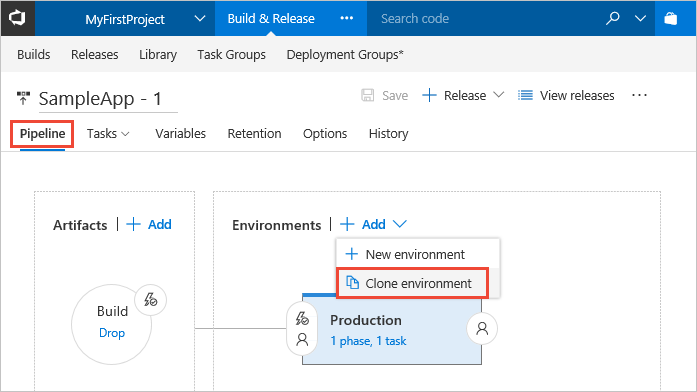 MyFirstProject Build & Release ••• Search code
Builds Releases Library Task Groups Deployment Groups*
SampleApp - 1 Save + Release View releases ···
Pipeline Tasks Variables Retention Options History
Artifacts | + Add Environments | + Add
+ New environment
Clone environment
Build
Drop
Production
1 phase, 1 task